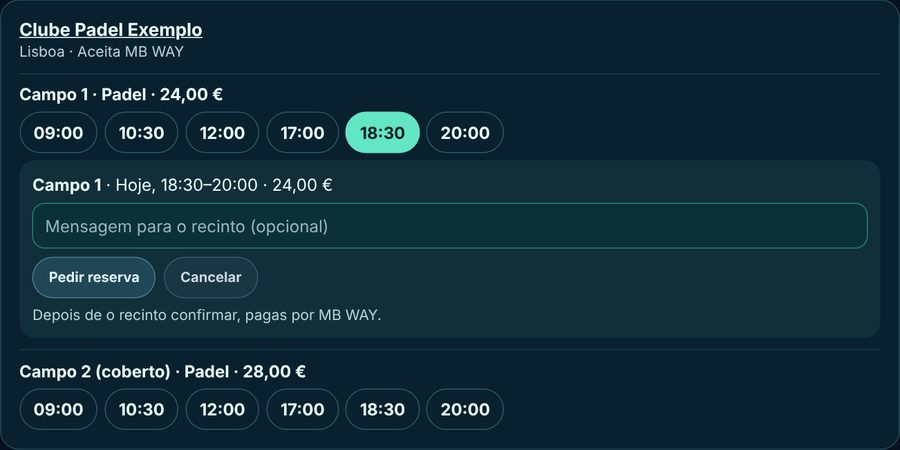 Clube Padel Exemplo
Lisboa · Aceita MB WAY
Campo 1 · Padel · 24,00 €
09:00 10:30 12:00 17:00 18:30 20:00
Campo 1 · Hoje, 18:30–20:00 · 24,00 €
Mensagem para o recinto (opcional)
Pedir reserva Cancelar
Depois de o recinto confirmar, pagas por MB WAY.
Campo 2 (coberto) · Padel · 28,00 €
09:00 10:30 12:00 17:00 18:30 20:00